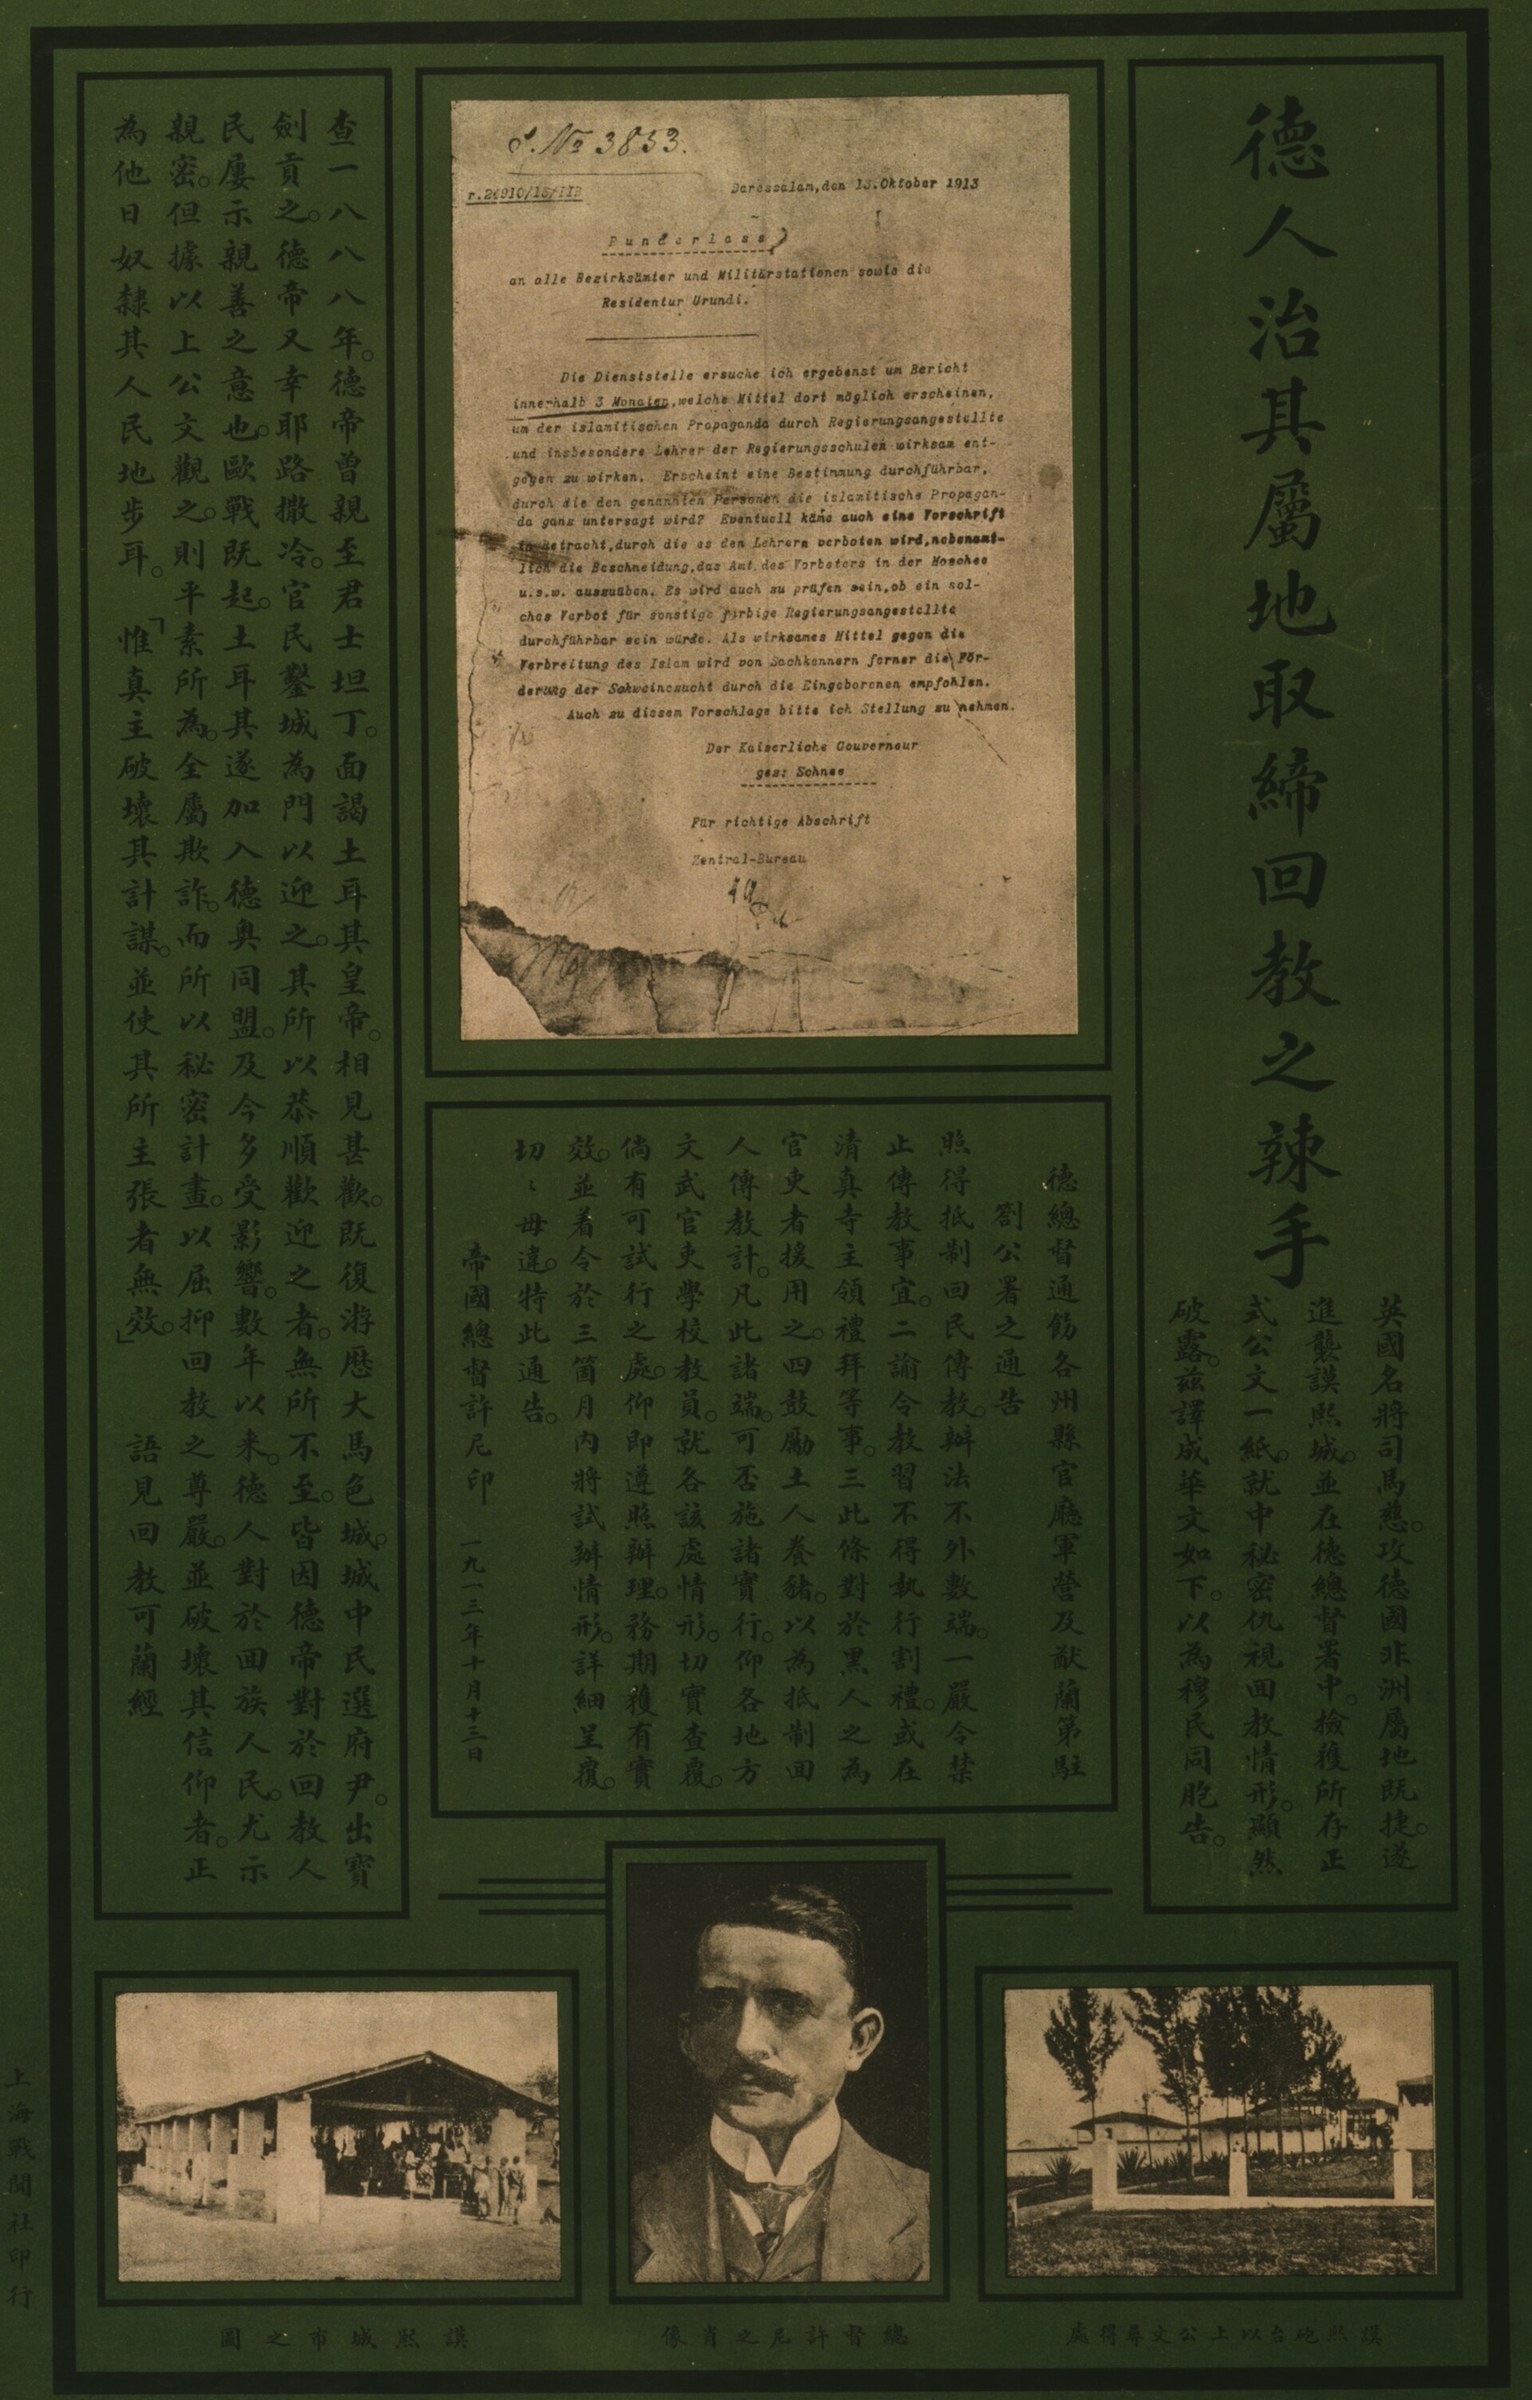 德人治其屬地取締回教之辣手
英國名將司馬慈。攻德國非洲屬地既捷。遂
進襲謨熙城。並在德總督署中。檢獲所存正
式公文一紙。就中秘密仇視回教情形。顯然
破露。茲譯成華文如下。以為穆民同胞告。
S. No 3853.
Daressalam, den 13. Oktober 1913
Runderlass
an alle Bezirksämter und Militärstationen sowie die
Residentur Urundi.
Die Dienststelle ersuche ich ergebenst um Bericht
innerhalb 3 Monaten, welche Mittel dort möglich erscheinen,
um der islamitischen Propaganda durch Regierungsangestellte
und insbesondere Lehrer der Regierungsschulen wirksam ent-
gegen zu wirken. Erscheint eine Bestimmung durchführbar,
durch die den genannten Personen die islamitische Propagan-
da ganz untersagt wird? Eventuell käme auch eine Vorschrift
in Betracht, durch die es den Lehrern verboten wird, nebenamt-
lich die Beschneidung, das Amt des Vorbeters in der Moschee
u.s.w. auszuüben. Es wird auch zu prüfen sein, ob ein sol-
ches Verbot für sonstige farbige Regierungsangestellte
durchführbar sein würde. Als wirksames Mittel gegen die
Verbreitung des Islam wird von Sachkennern ferner die För-
derung der Schweinezucht durch die Eingeborenen empfohlen.
Auch zu diesem Vorschlage bitte ich Stellung zu nehmen.
Der Kaiserliche Gouverneur
gez: Schnee
Für richtige Abschrift
Zentral-Bureau
德總督通飭各州縣官廳軍營及猷蘭第駐
劄公署之通告
照得抵制回民傳教。辦法不外數端。一嚴令禁
止傳教事宜。二諭令教習不得執行割禮。或在
清真寺主領禮拜等事。三此條對於黑人之為
官吏者援用之。四鼓勵土人養豬。以為抵制回
人傳教計。凡此諸端。可否施諸實行。仰各地方
文武官吏學校教員。就各該處情形。切實查覆。
倘有可試行之處。仰即遵照辦理。務期獲有實
效。並着令於三箇月內將試辦情形。詳細呈覆。
切切毋違。特此通告。
帝國總督許尼印 一九一三年十月十三日
查一八八八年。德帝曾親至君士坦丁。面謁土耳其皇帝。相見甚歡。既復游歷大馬色城。城中民選府尹。出寶
劍貢之。德帝又幸耶路撒冷。官民鑿城為門以迎之。其所以恭順歡迎之者。無所不至。皆因德帝對於回教人
民屢示親善之意也。歐戰既起。土耳其遂加入德奧同盟。及今多受影響。數年以來。德人對於回族人民。尤示
親密。但據以上公文觀之。則平素所為。全屬欺詐。而所以秘密計畫。以屈抑回教之尊嚴。並破壞其信仰者。正
為他日奴隸其人民地步耳。「惟真主破壞其計謀。並使其所主張者無效。」 語見回教可蘭經
謨熙城市之圖
總督許尼之肖像
謨熙砲台以上公文尋得處
上海戰聞社印行